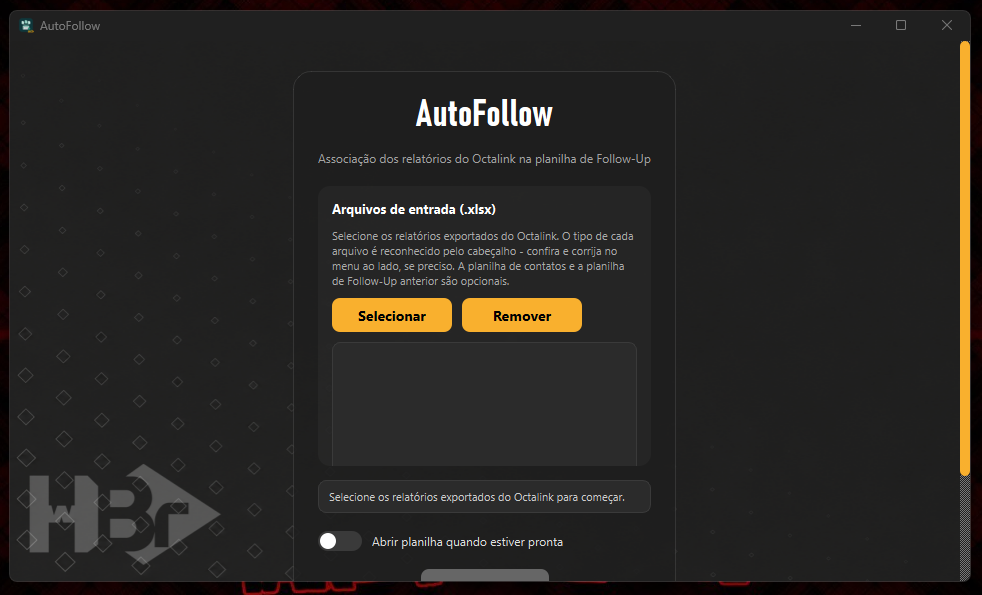 AutoFollow
AutoFollow
Associação dos relatórios do Octalink na planilha de Follow-Up
Arquivos de entrada (.xlsx)
Selecione os relatórios exportados do Octalink. O tipo de cada
arquivo é reconhecido pelo cabeçalho - confira e corrija no
menu ao lado, se preciso. A planilha de contatos e a planilha
de Follow-Up anterior são opcionais.
Selecionar
Remover
Selecione os relatórios exportados do Octalink para começar.
Abrir planilha quando estiver pronta
HBr